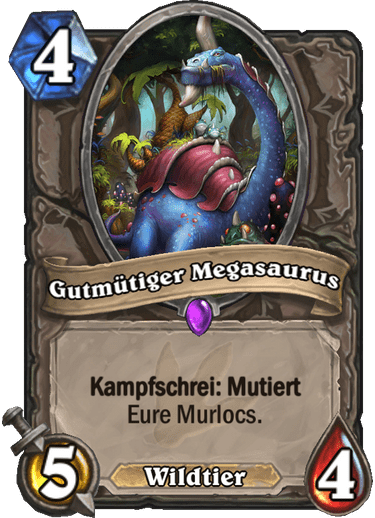 4
Gutmütiger Megasaurus
Kampfschrei: Mutiert
Eure Murlocs.
5
Wildtier
4